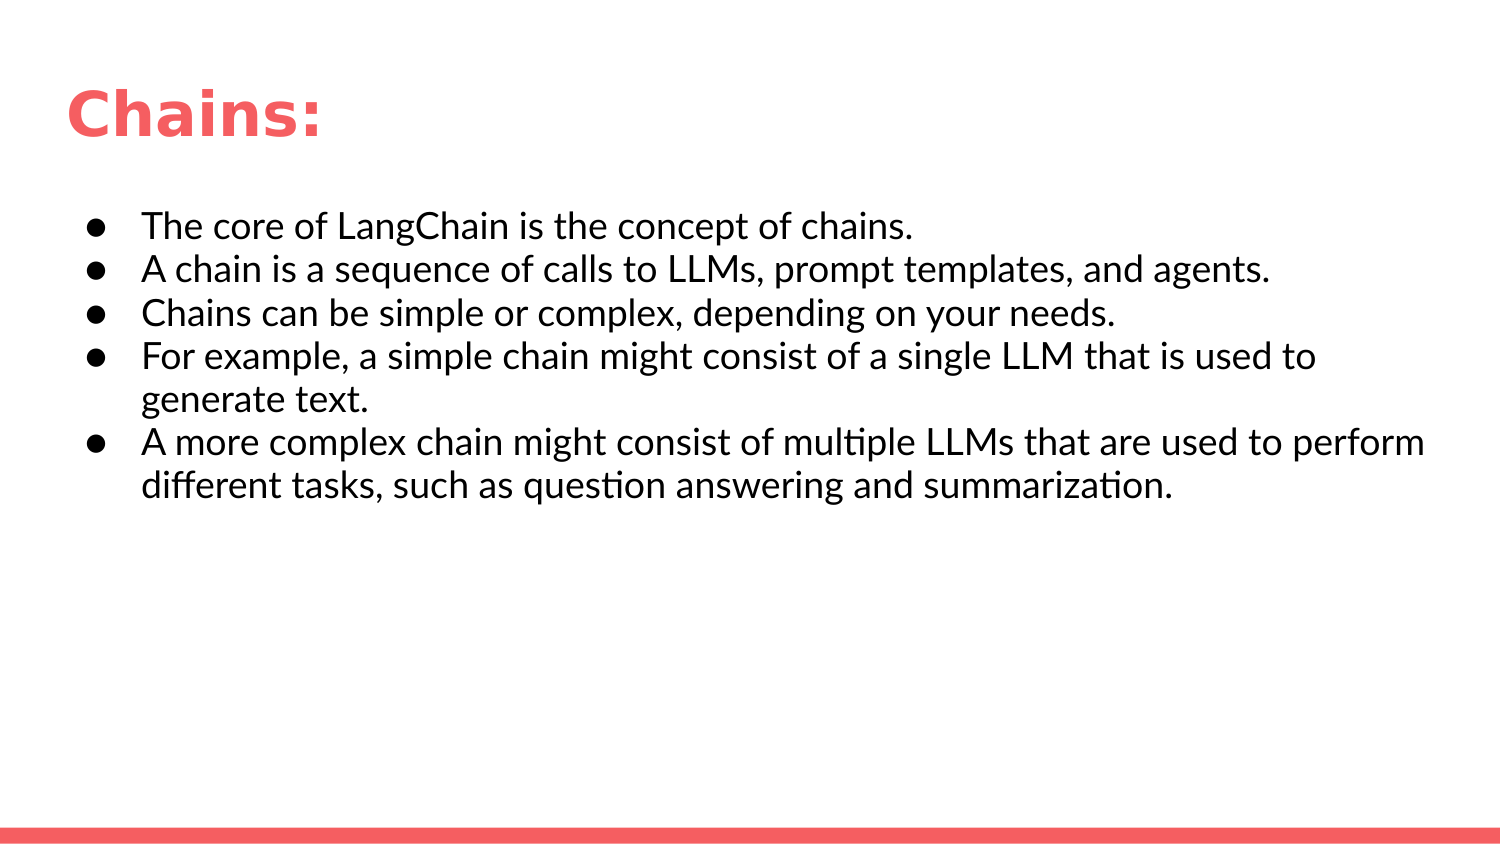 Chains:
● The core of LangChain is the concept of chains.
● A chain is a sequence of calls to LLMs, prompt templates, and agents.
● Chains can be simple or complex, depending on your needs.
● For example, a simple chain might consist of a single LLM that is used to
generate text.
● A more complex chain might consist of multiple LLMs that are used to perform
different tasks, such as question answering and summarization.